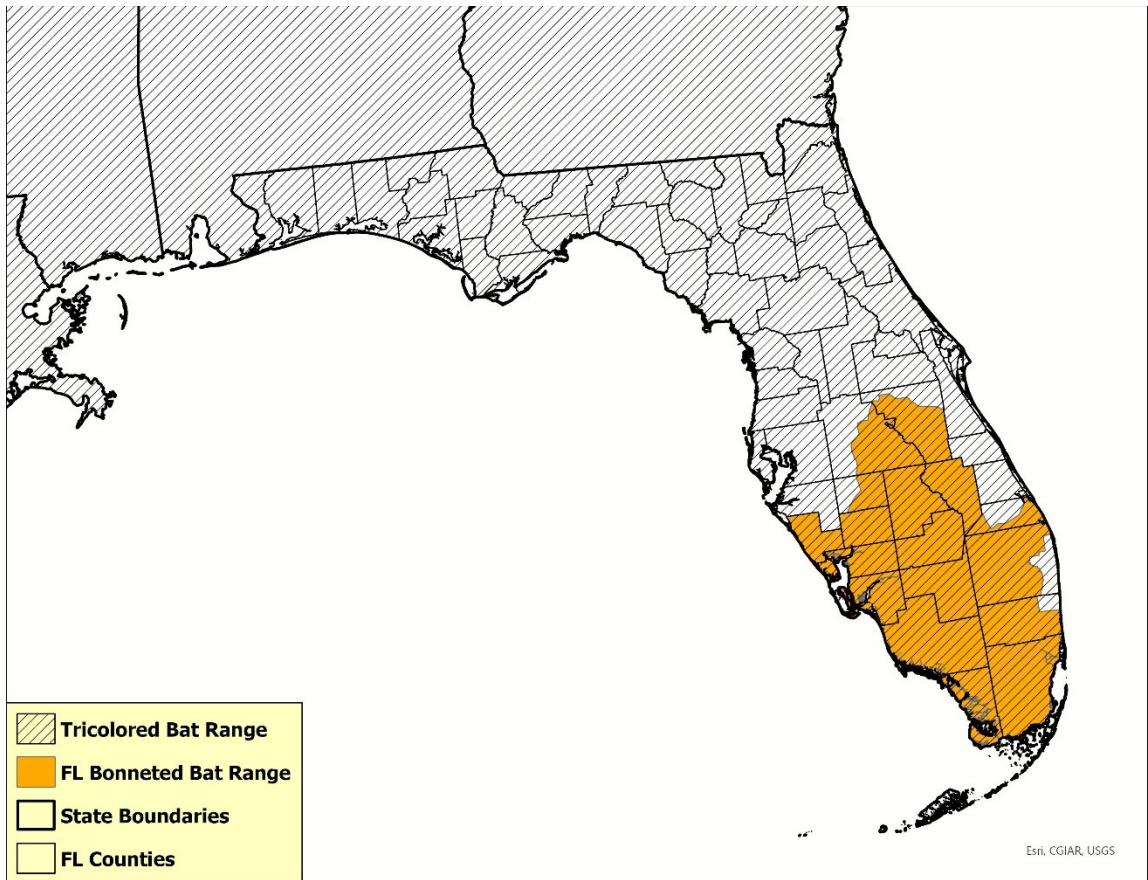 Tricolored Bat Range
FL Bonneted Bat Range
State Boundaries
FL Counties
Esri, CGIAR, USGS